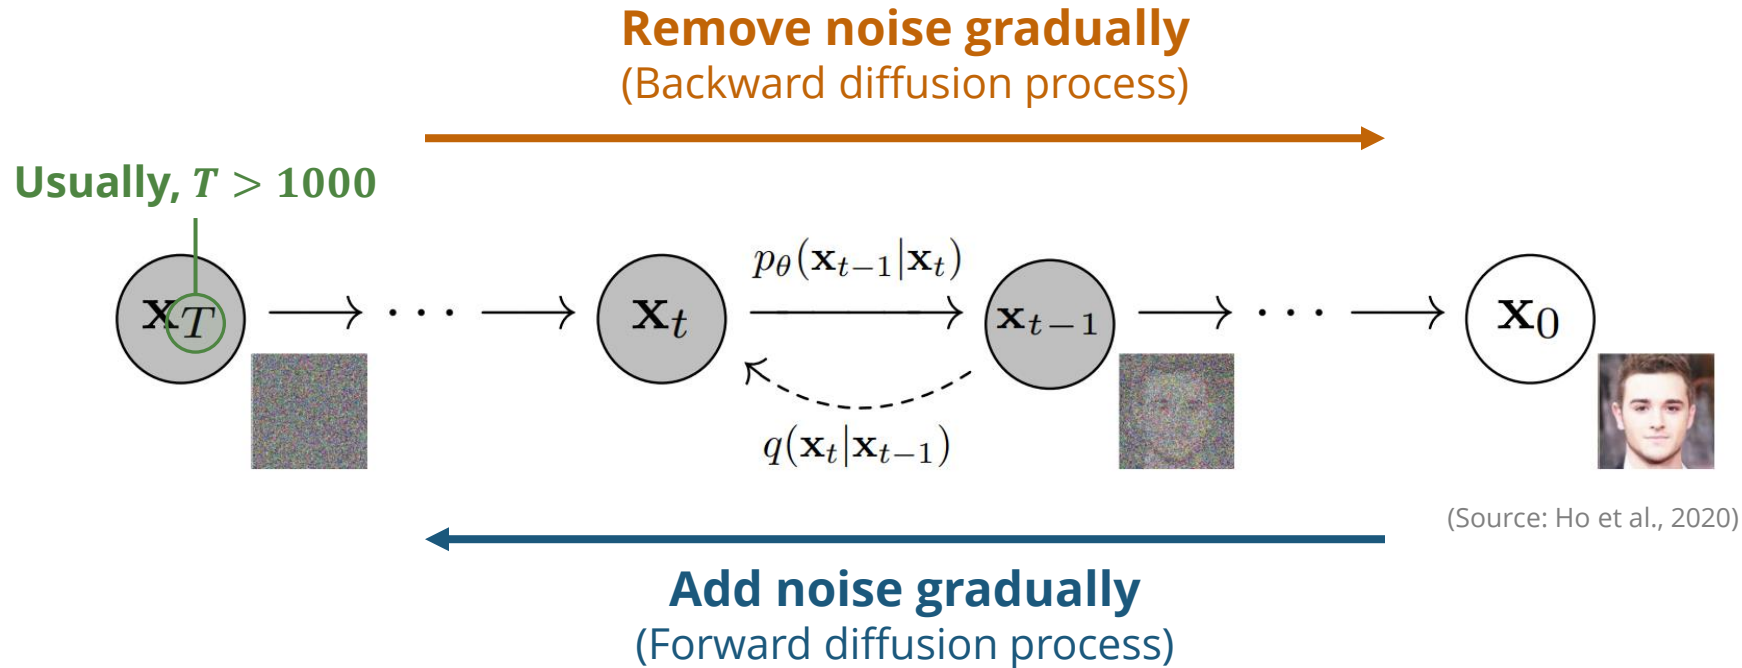 Remove noise gradually
(Backward diffusion process)
Usually, T > 1000
x_T → ··· → x_t p_θ(x_{t−1}|x_t) x_{t−1} → ··· → x_0
q(x_t|x_{t−1})
(Source: Ho et al., 2020)
Add noise gradually
(Forward diffusion process)